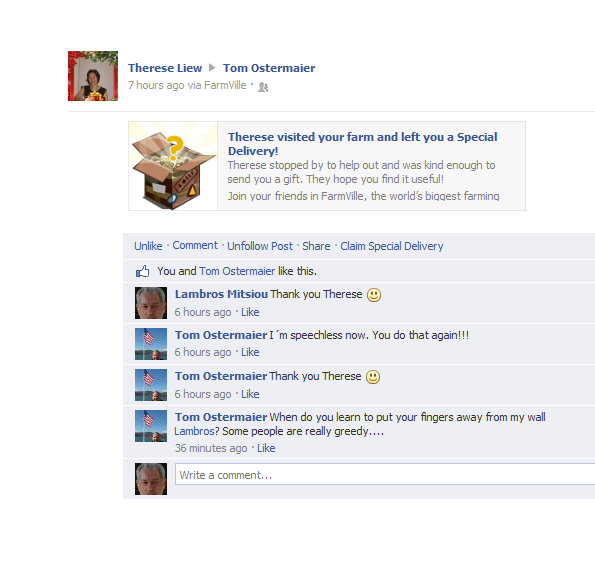 Therese Liew ▶ Tom Ostermaier
7 hours ago via FarmVille ·
Therese visited your farm and left you a Special
Delivery!
Therese stopped by to help out and was kind enough to
send you a gift. They hope you find it useful!
Join your friends in FarmVille, the world's biggest farming
Unlike · Comment · Unfollow Post · Share · Claim Special Delivery
You and Tom Ostermaier like this.
Lambros Mitsiou Thank you Therese
6 hours ago · Like
Tom Ostermaier I´m speechless now. You do that again!!!
6 hours ago · Like
Tom Ostermaier Thank you Therese
6 hours ago · Like
Tom Ostermaier When do you learn to put your fingers away from my wall
Lambros? Some people are really greedy....
36 minutes ago · Like
Write a comment...